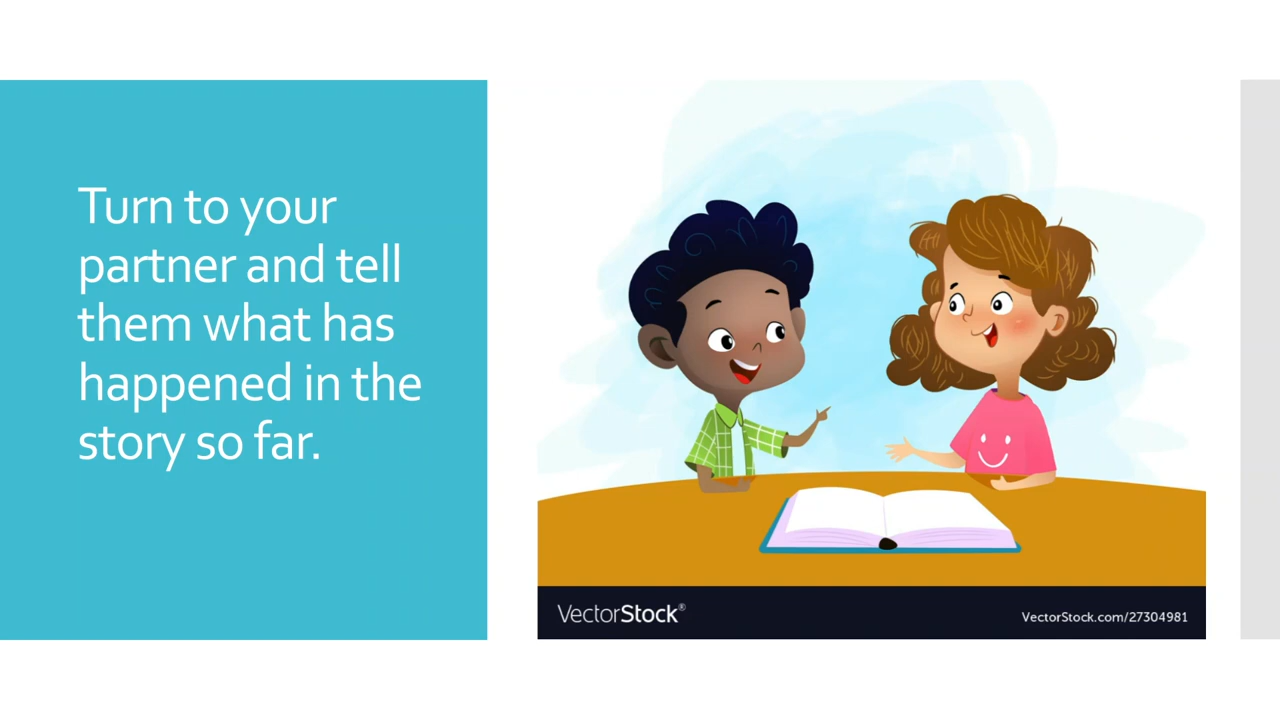 Turn to your
partner and tell
them what has
happened in the
story so far.
VectorStock®
VectorStock.com/27304981